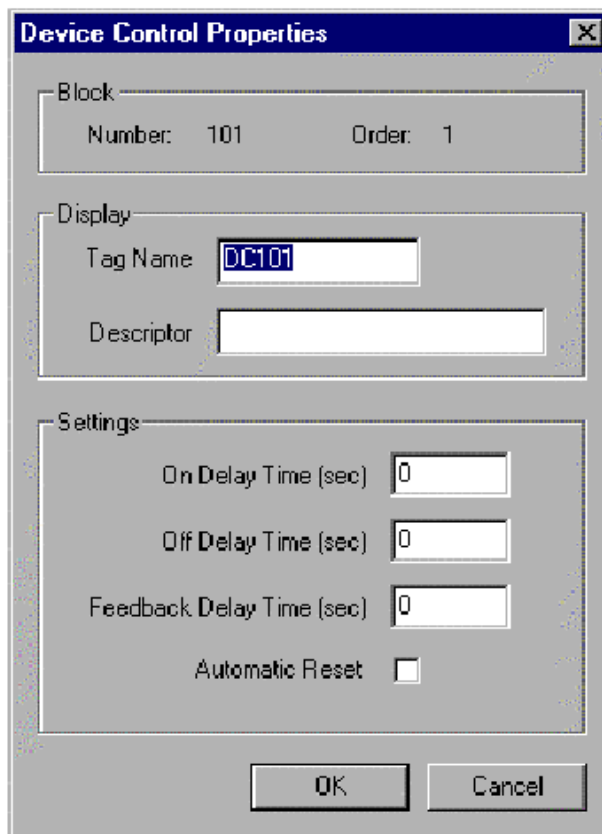 Device Control Properties
Block
Number: 101 Order: 1
Display
Tag Name DC101
Descriptor
Settings
On Delay Time (sec) 0
Off Delay Time (sec) 0
Feedback Delay Time (sec) 0
Automatic Reset
OK Cancel